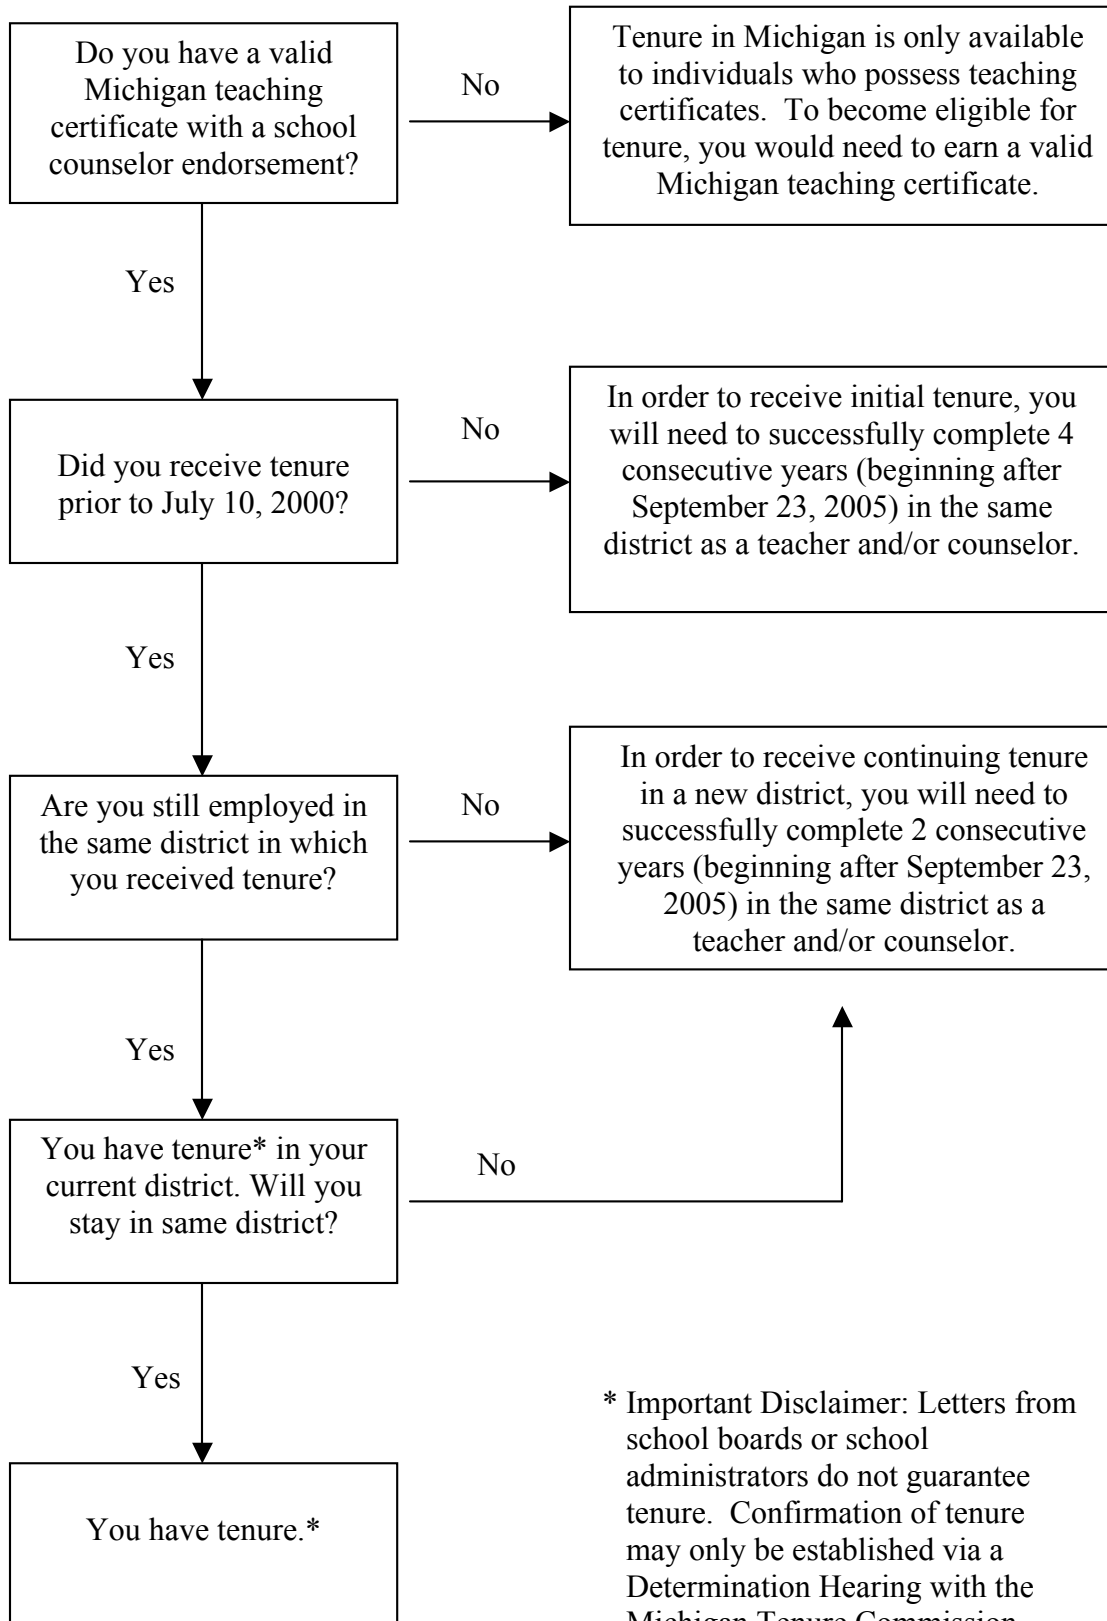 Do you have a valid
Michigan teaching
certificate with a school
counselor endorsement?
No
Tenure in Michigan is only available
to individuals who possess teaching
certificates.  To become eligible for
tenure, you would need to earn a valid
Michigan teaching certificate.
Yes
Did you receive tenure
prior to July 10, 2000?
No
In order to receive initial tenure, you
will need to successfully complete 4
consecutive years (beginning after
September 23, 2005) in the same
district as a teacher and/or counselor.
Yes
Are you still employed in
the same district in which
you received tenure?
No
In order to receive continuing tenure
in a new district, you will need to
successfully complete 2 consecutive
years (beginning after September 23,
2005) in the same district as a
teacher and/or counselor.
Yes
You have tenure* in your
current district. Will you
stay in same district?
No
Yes
You have tenure.*
* Important Disclaimer: Letters from
school boards or school
administrators do not guarantee
tenure.  Confirmation of tenure
may only be established via a
Determination Hearing with the
Michigan Tenure Commission